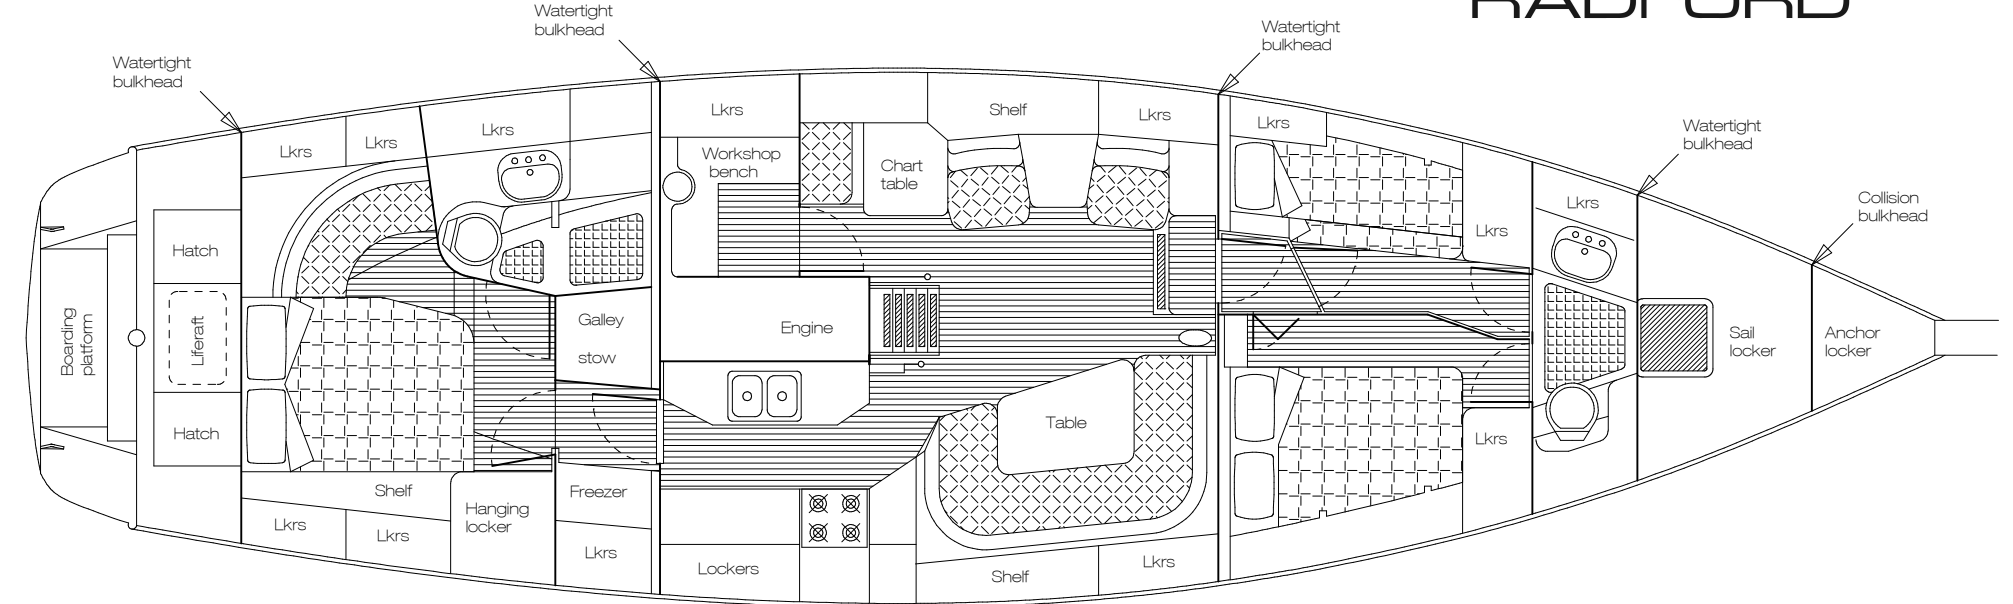 RADFORD
Watertight
bulkhead
Watertight
bulkhead
Watertight
bulkhead
Watertight
bulkhead
Collision
bulkhead
Lkrs
Lkrs
Lkrs
Lkrs
Shelf
Lkrs
Lkrs
Lkrs
Workshop
bench
Chart
table
Lkrs
Hatch
Boarding
platform
Liferaft
Hatch
Galley
stow
Engine
Sail
locker
Anchor
locker
Table
Lkrs
Shelf
Lkrs
Lkrs
Hanging
locker
Freezer
Lkrs
Lockers
Shelf
Lkrs